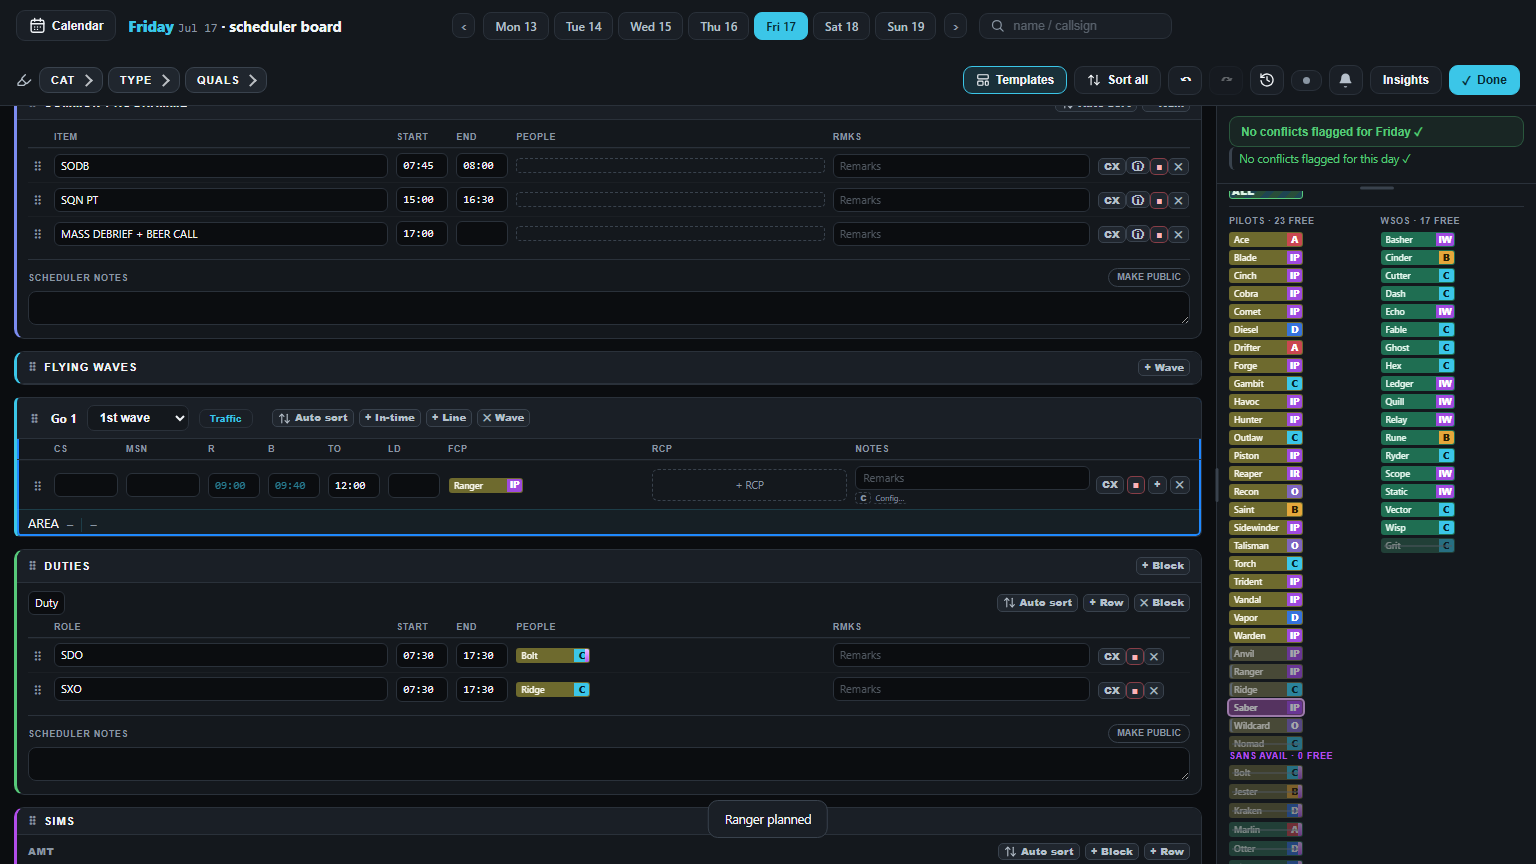 Calendar
Friday Jul 17 · scheduler board
‹ Mon 13 Tue 14 Wed 15 Thu 16 Fri 17 Sat 18 Sun 19 ›
name / callsign
CAT TYPE QUALS
Templates Sort all Insights ✓ Done
No conflicts flagged for Friday ✓
No conflicts flagged for this day ✓
ITEM START END PEOPLE RMKS
SODB 07:45 08:00 Remarks CX
SQN PT 15:00 16:30 Remarks CX
MASS DEBRIEF + BEER CALL 17:00 Remarks CX
SCHEDULER NOTES MAKE PUBLIC
FLYING WAVES + Wave
Go 1 1st wave Traffic Auto sort + In-time + Line × Wave
CS MSN R B TO LD FCP RCP NOTES
09:00 09:40 12:00 Ranger IP + RCP Remarks CX
C Config...
AREA – –
DUTIES + Block
Duty Auto sort + Row × Block
ROLE START END PEOPLE RMKS
SDO 07:30 17:30 Bolt C Remarks CX
SXO 07:30 17:30 Ridge C Remarks CX
SCHEDULER NOTES MAKE PUBLIC
SIMS
Ranger planned
AMT Auto sort + Block + Row
ALL
PILOTS · 23 FREE
Ace A
Blade IP
Cinch IP
Cobra IP
Comet IP
Diesel D
Drifter A
Forge IP
Gambit C
Havoc IP
Hunter IP
Outlaw C
Piston IP
Reaper IR
Recon O
Saint B
Sidewinder IP
Talisman O
Torch C
Trident IP
Vandal IP
Vapor D
Warden IP
Anvil IP
Ranger IP
Ridge C
Saber IP
Wildcard O
Nomad C
SANS AVAIL · 0 FREE
Bolt C
Jester B
Kraken D
Marlin A
Otter D
WSOS · 17 FREE
Basher IW
Cinder B
Cutter C
Dash C
Echo IW
Fable C
Ghost C
Hex C
Ledger IW
Quill IW
Relay IW
Rune B
Ryder C
Scope IW
Static IW
Vector C
Wisp C
Grit C